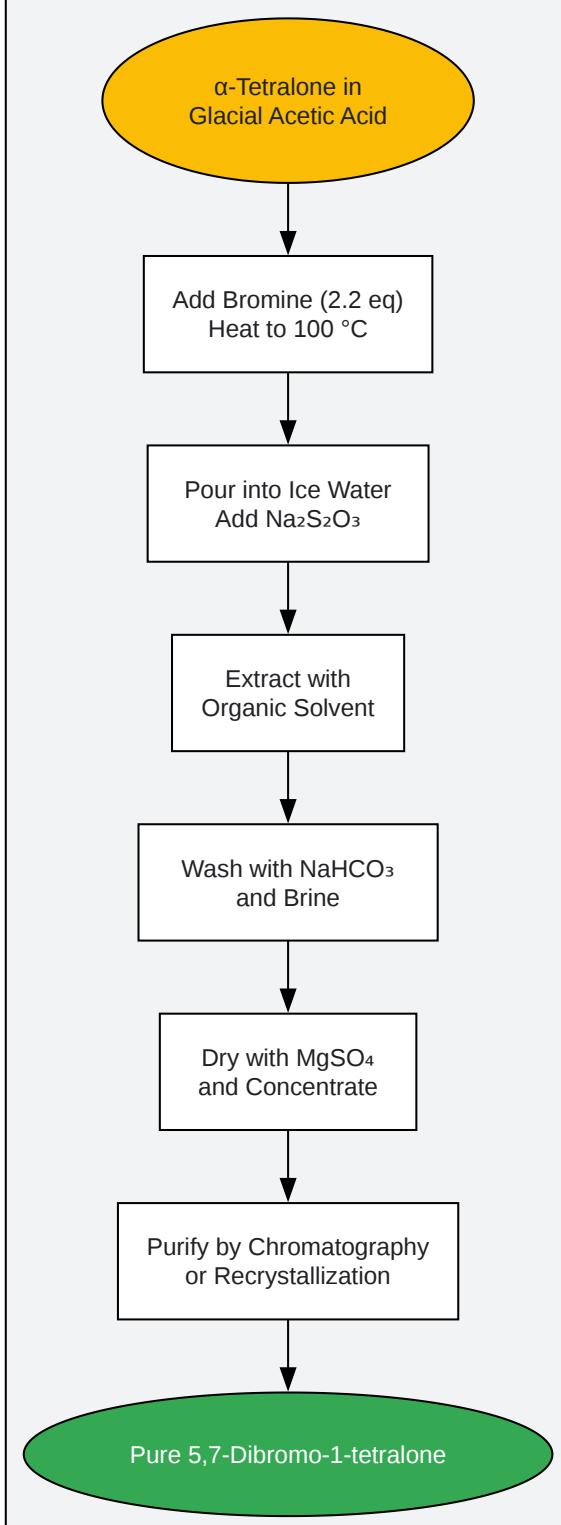 α-Tetralone in
Glacial Acetic Acid
Add Bromine (2.2 eq)
Heat to 100 °C
Pour into Ice Water
Add Na₂S₂O₃
Extract with
Organic Solvent
Wash with NaHCO₃
and Brine
Dry with MgSO₄
and Concentrate
Purify by Chromatography
or Recrystallization
Pure 5,7-Dibromo-1-tetralone